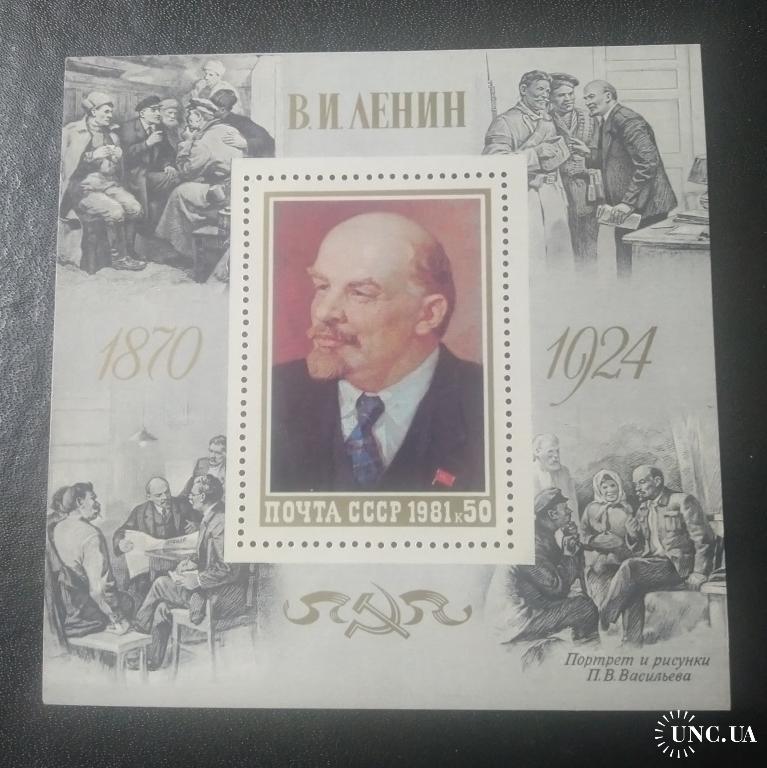 В.И.ЛЕНИН
1870
1924
ПОЧТА СССР 1981 к50
Портрет и рисунки
П.В.Васильева
UNC.UA